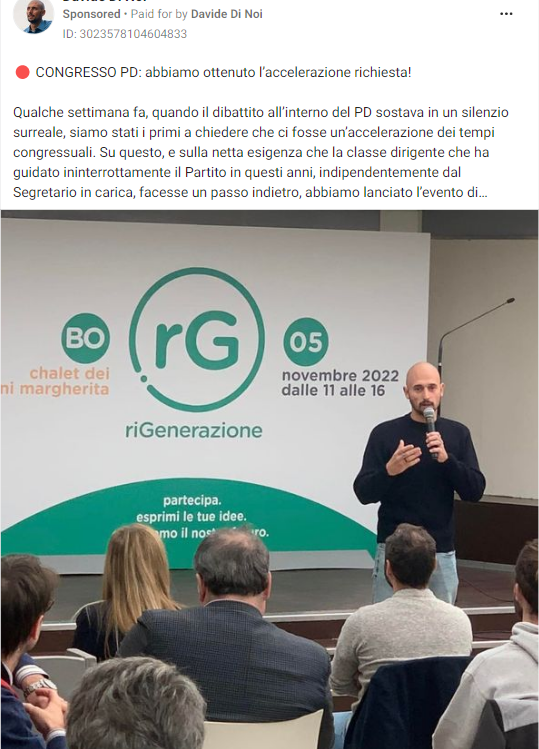 Sponsored • Paid for by Davide Di Noi
ID: 3023578104604833
🔴 CONGRESSO PD: abbiamo ottenuto l'accelerazione richiesta!
Qualche settimana fa, quando il dibattito all'interno del PD sostava in un silenzio
surreale, siamo stati i primi a chiedere che ci fosse un'accelerazione dei tempi
congressuali. Su questo, e sulla netta esigenza che la classe dirigente che ha
guidato ininterrottamente il Partito in questi anni, indipendentemente dal
Segretario in carica, facesse un passo indietro, abbiamo lanciato l'evento di…
BO
chalet dei
ni margherita
rG
riGenerazione
05
novembre 2022
dalle 11 alle 16
partecipa.
esprimi le tue idee.